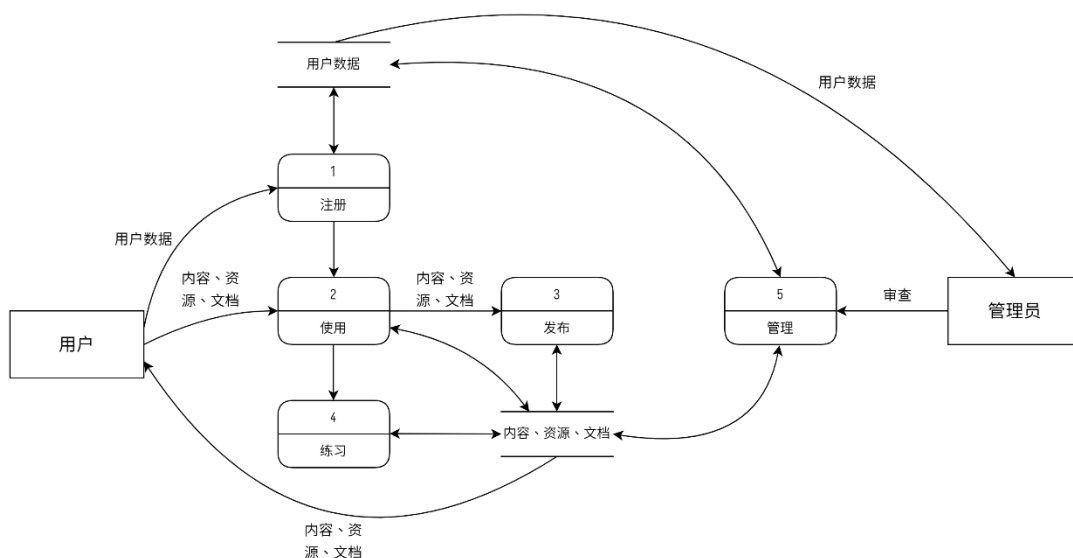 用户数据
用户数据
1
注册
用户数据
内容、资
源、文档
内容、资
源、文档
2
使用
3
发布
5
管理
审查
管理员
用户
4
练习
内容、资源、文档
内容、资
源、文档